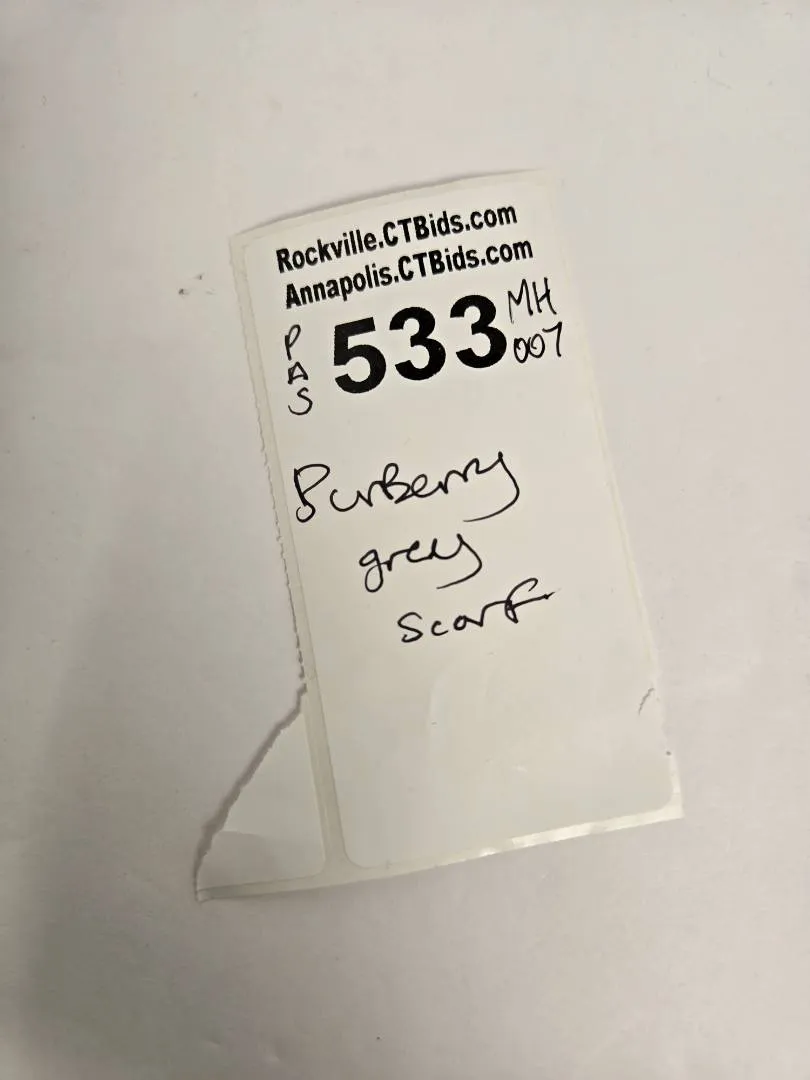 Rockville.CTBids.com
Annapolis.CTBids.com
PAS 533 MH
007
BurBerry
grey
scarf